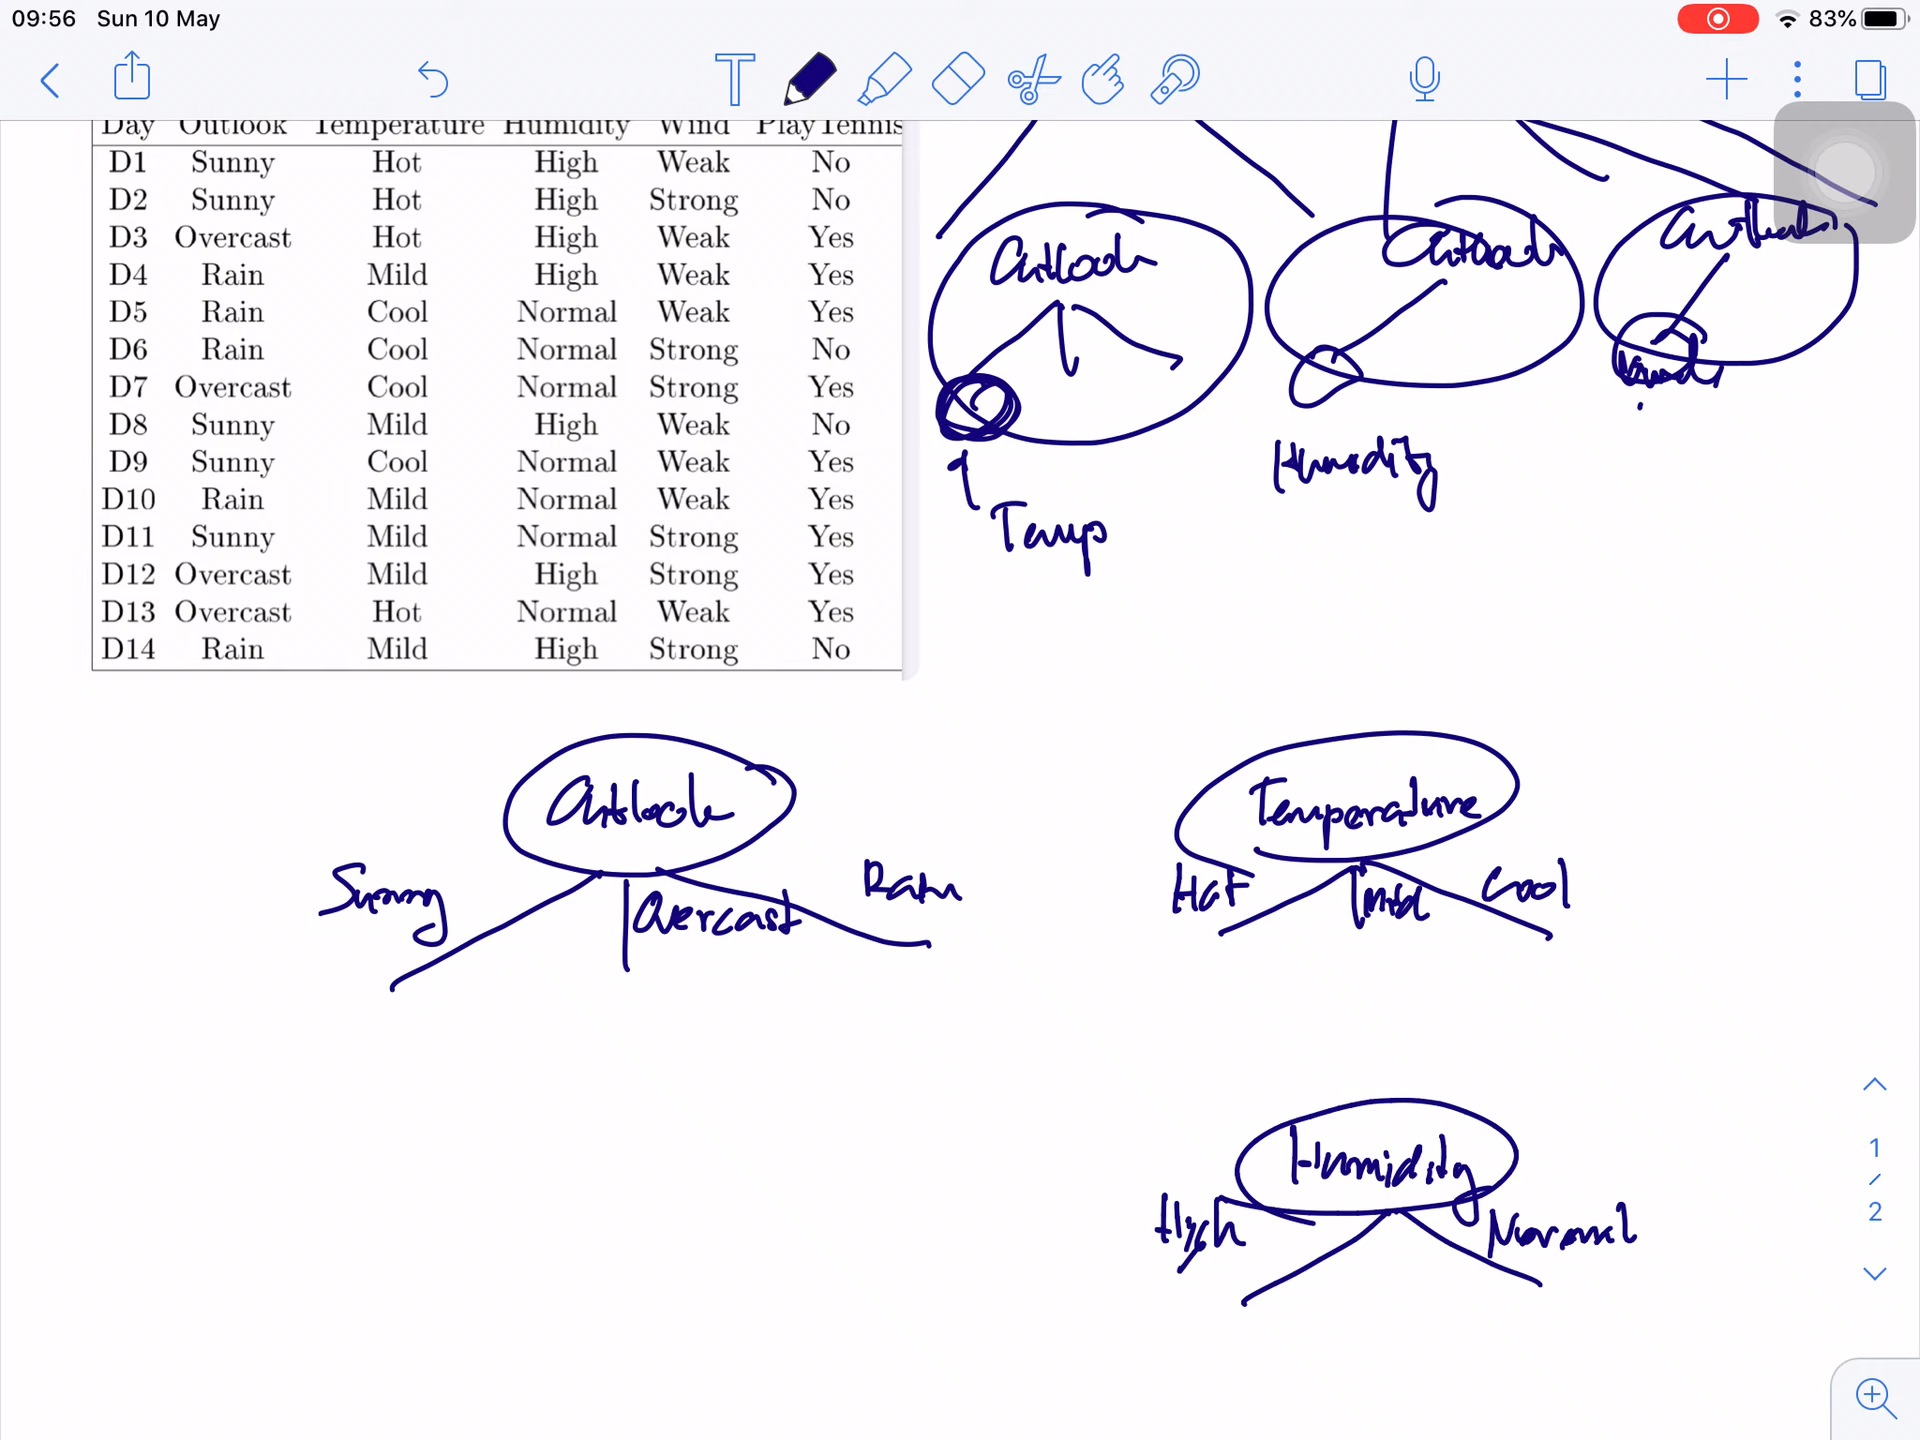 09:56 Sun 10 May
83%
Day Outlook Temperature Humidity Wind PlayTennis
D1 Sunny Hot High Weak No
D2 Sunny Hot High Strong No
D3 Overcast Hot High Weak Yes
D4 Rain Mild High Weak Yes
D5 Rain Cool Normal Weak Yes
D6 Rain Cool Normal Strong No
D7 Overcast Cool Normal Strong Yes
D8 Sunny Mild High Weak No
D9 Sunny Cool Normal Weak Yes
D10 Rain Mild Normal Weak Yes
D11 Sunny Mild Normal Strong Yes
D12 Overcast Mild High Strong Yes
D13 Overcast Hot Normal Weak Yes
D14 Rain Mild High Strong No
Outlook
Outlook
Outlook
Humidity
Temp
Outlook
Sunny
Overcast
Rain
Temperature
Hot
Mild
Cool
Humidity
High
Normal
1
/
2